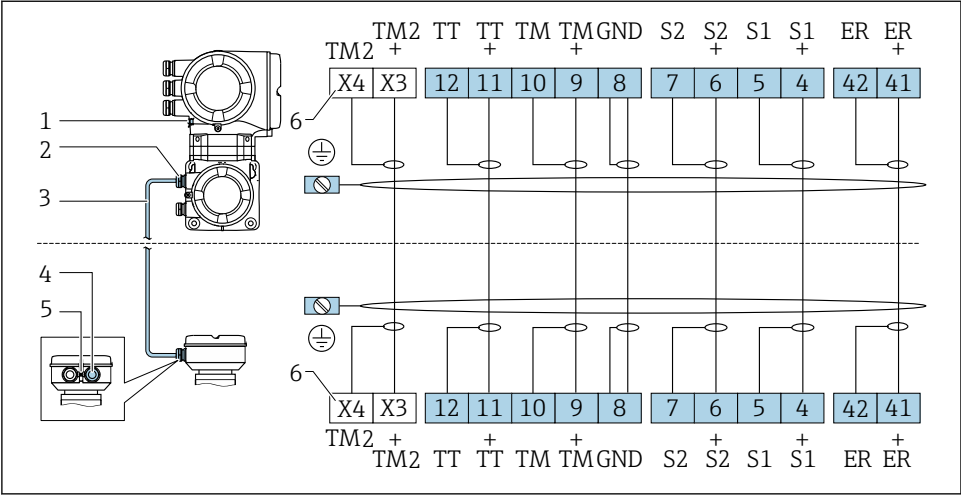 TM2 TT TT TM TM GND S2 S2 S1 S1 ER ER
TM2 + + + + + +
X4 X3 12 11 10 9 8 7 6 5 4 42 41
1
6
2
3
4
5
6
X4 X3 12 11 10 9 8 7 6 5 4 42 41
TM2 + + + + + +
TM2 TT TT TM TM GND S2 S2 S1 S1 ER ER